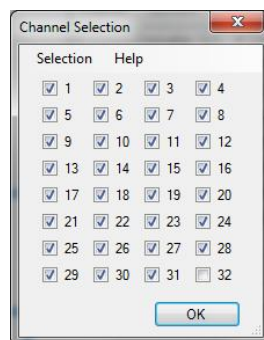 Channel Selection
Selection Help
1 2 3 4
5 6 7 8
9 10 11 12
13 14 15 16
17 18 19 20
21 22 23 24
25 26 27 28
29 30 31 32
OK